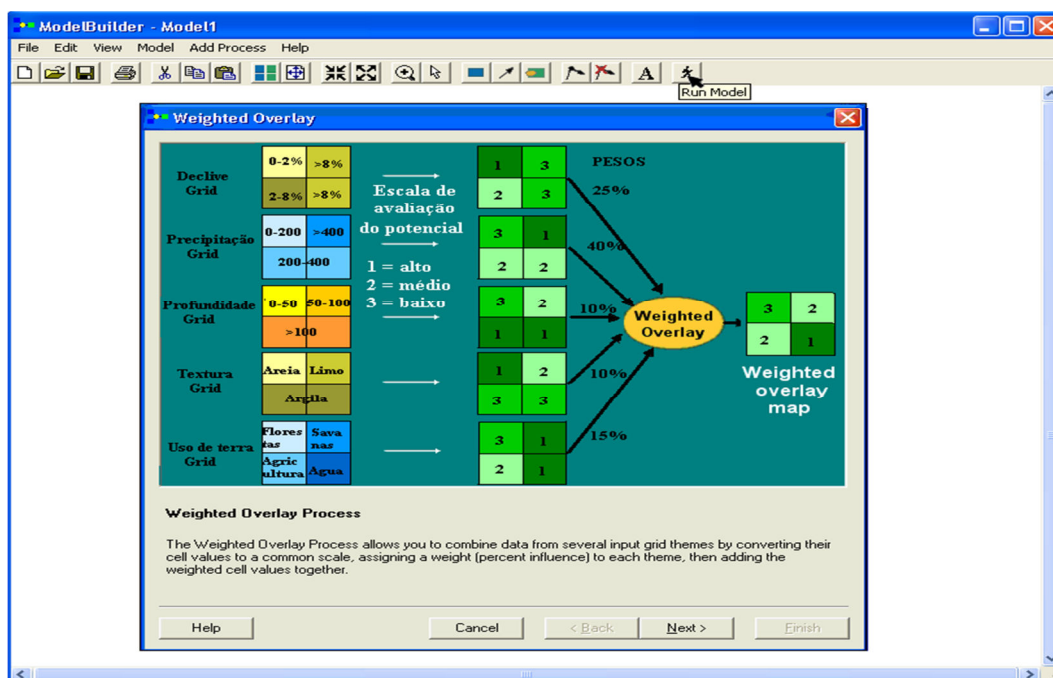 ModelBuilder - Model1
File Edit View Model Add Process Help
A
Run Model
Weighted Overlay
Declive
Grid
0-2% >8%
2-8% >8%
Escala de
avaliação
do potencial
1 = alto
2 = médio
3 = baixo
1 3
2 3
PESOS
25%
Precipitação
Grid
0-200 >400
200-400
3 1
2 2
40%
Profundidade
Grid
0-50 50-100
>100
3 2
1 1
10%
Weighted
Overlay
3 2
2 1
Weighted
overlay
map
Textura
Grid
Areia Limo
Argila
1 2
3 3
10%
Uso de terra
Grid
Flores Sava
tas nas
Agric
ultura Agua
3 1
2 1
15%
Weighted Overlay Process
The Weighted Overlay Process allows you to combine data from several input grid themes by converting their
cell values to a common scale, assigning a weight (percent influence) to each theme, then adding the
weighted cell values together.
Help Cancel < Back Next > Finish